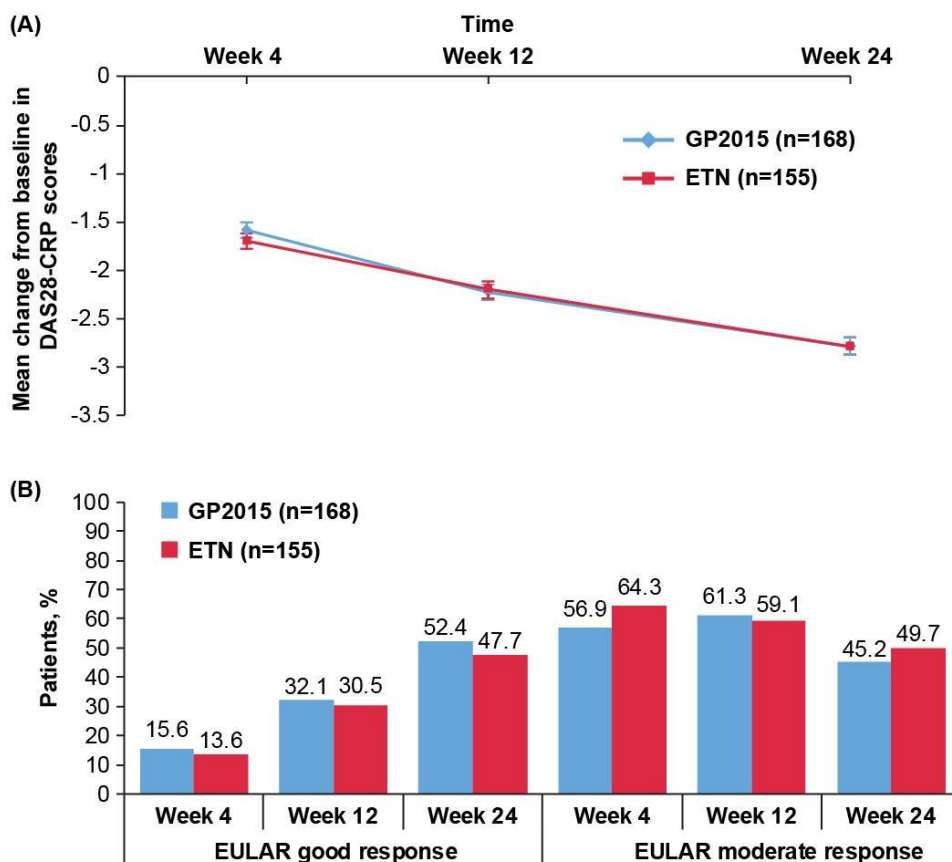 (A)
Time
Week 4 Week 12 Week 24
0
-0.5
-1
-1.5
-2
-2.5
-3
-3.5
Mean change from baseline in
DAS28-CRP scores
GP2015 (n=168)
ETN (n=155)
(B)
100
90
80
70
60
50
40
30
20
10
0
Patients, %
GP2015 (n=168)
ETN (n=155)
15.6 13.6 32.1 30.5 52.4 47.7 56.9 64.3 61.3 59.1 45.2 49.7
Week 4 Week 12 Week 24 Week 4 Week 12 Week 24
EULAR good response EULAR moderate response